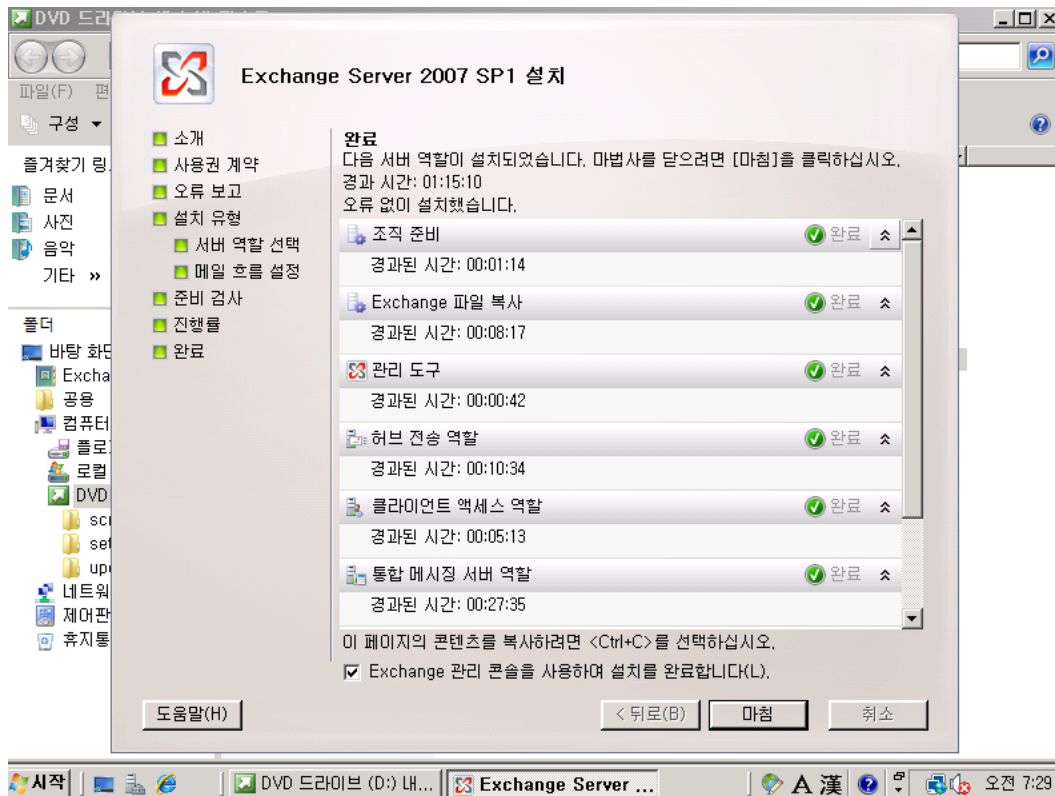 DVD 드라
파일(F) 편
구성
즐겨찾기 링
문서
사진
음악
기타 »
폴더
바탕 화면
Excha
공용
컴퓨터
플로
로컬
DVD
scr
set
네트워
제어판
휴지통
Exchange Server 2007 SP1 설치
소개
사용권 계약
오류 보고
설치 유형
서버 역할 선택
메일 흐름 설정
준비 검사
진행률
완료
완료
다음 서버 역할이 설치되었습니다. 마법사를 닫으려면 [마침]을 클릭하십시오.
경과 시간: 01:15:10
오류 없이 설치했습니다.
조직 준비 완료
경과된 시간: 00:01:14
Exchange 파일 복사 완료
경과된 시간: 00:08:17
관리 도구 완료
경과된 시간: 00:00:42
허브 전송 역할 완료
경과된 시간: 00:10:34
클라이언트 액세스 역할 완료
경과된 시간: 00:05:13
통합 메시징 서버 역할 완료
경과된 시간: 00:27:35
이 페이지의 콘텐츠를 복사하려면 <Ctrl+C>를 선택하십시오.
Exchange 관리 콘솔을 사용하여 설치를 완료합니다(L).
도움말(H) < 뒤로(B) 마침 취소
시작 DVD 드라이브 (D:) 내... Exchange Server ... A 漢 오전 7:29